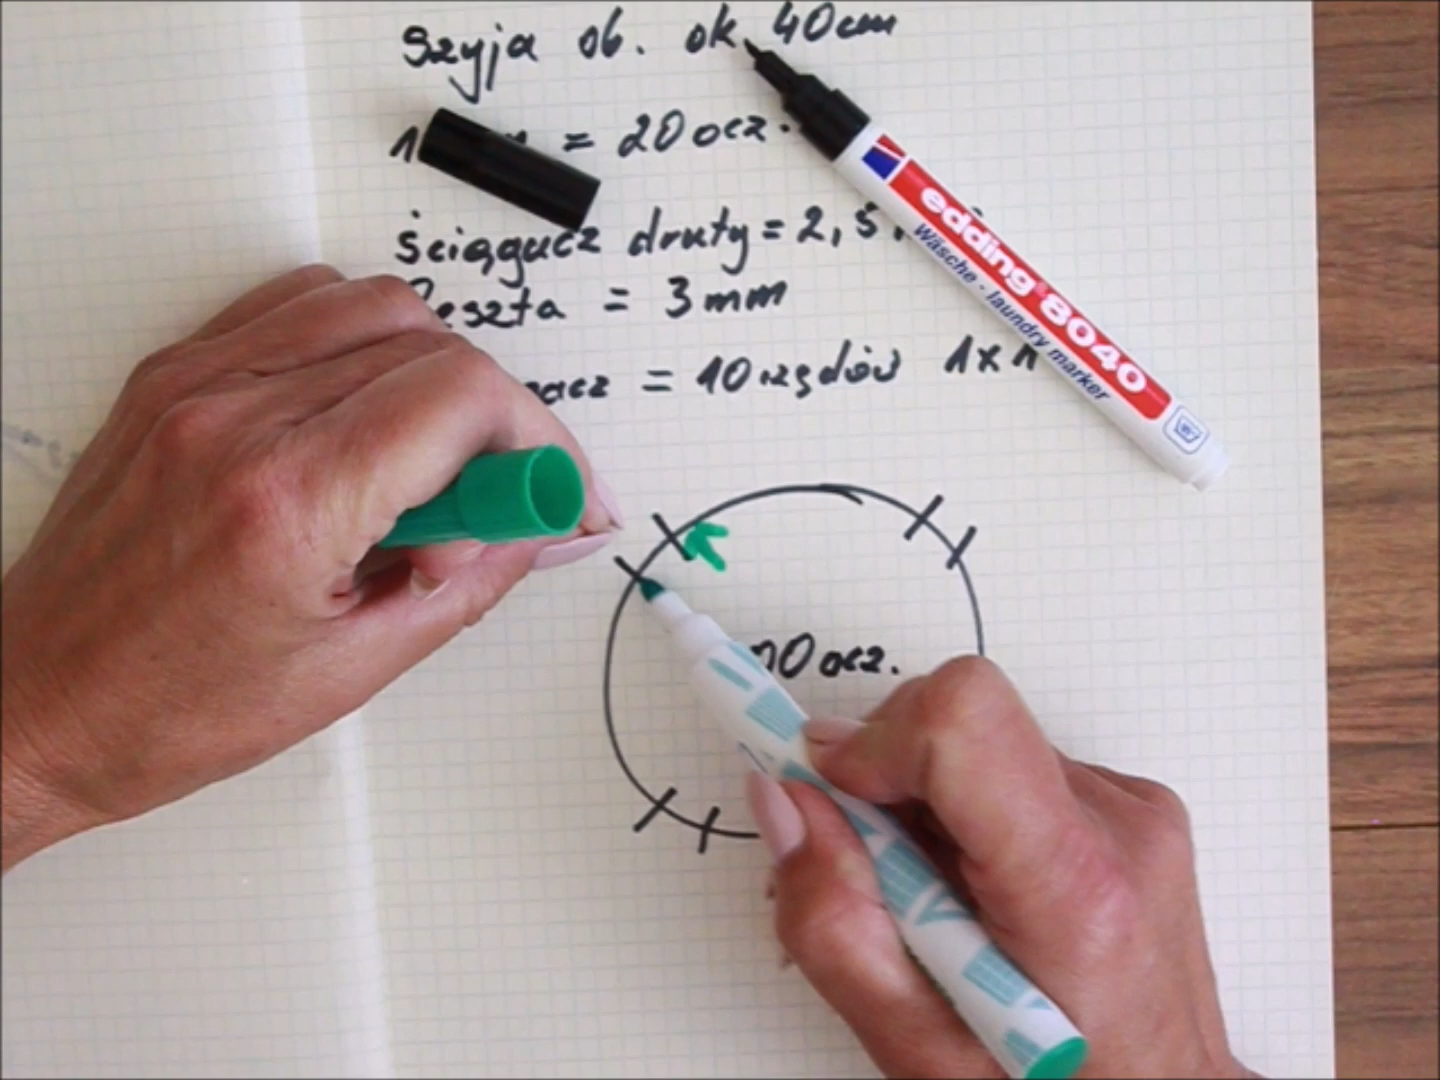 Szyja ob. ok. 40cm
= 20 ocz.
ściągacz druty = 2,5
Reszta = 3mm
= 10 rzędów 1x1
edding 8040
Wäsche - laundry marker
ocz.